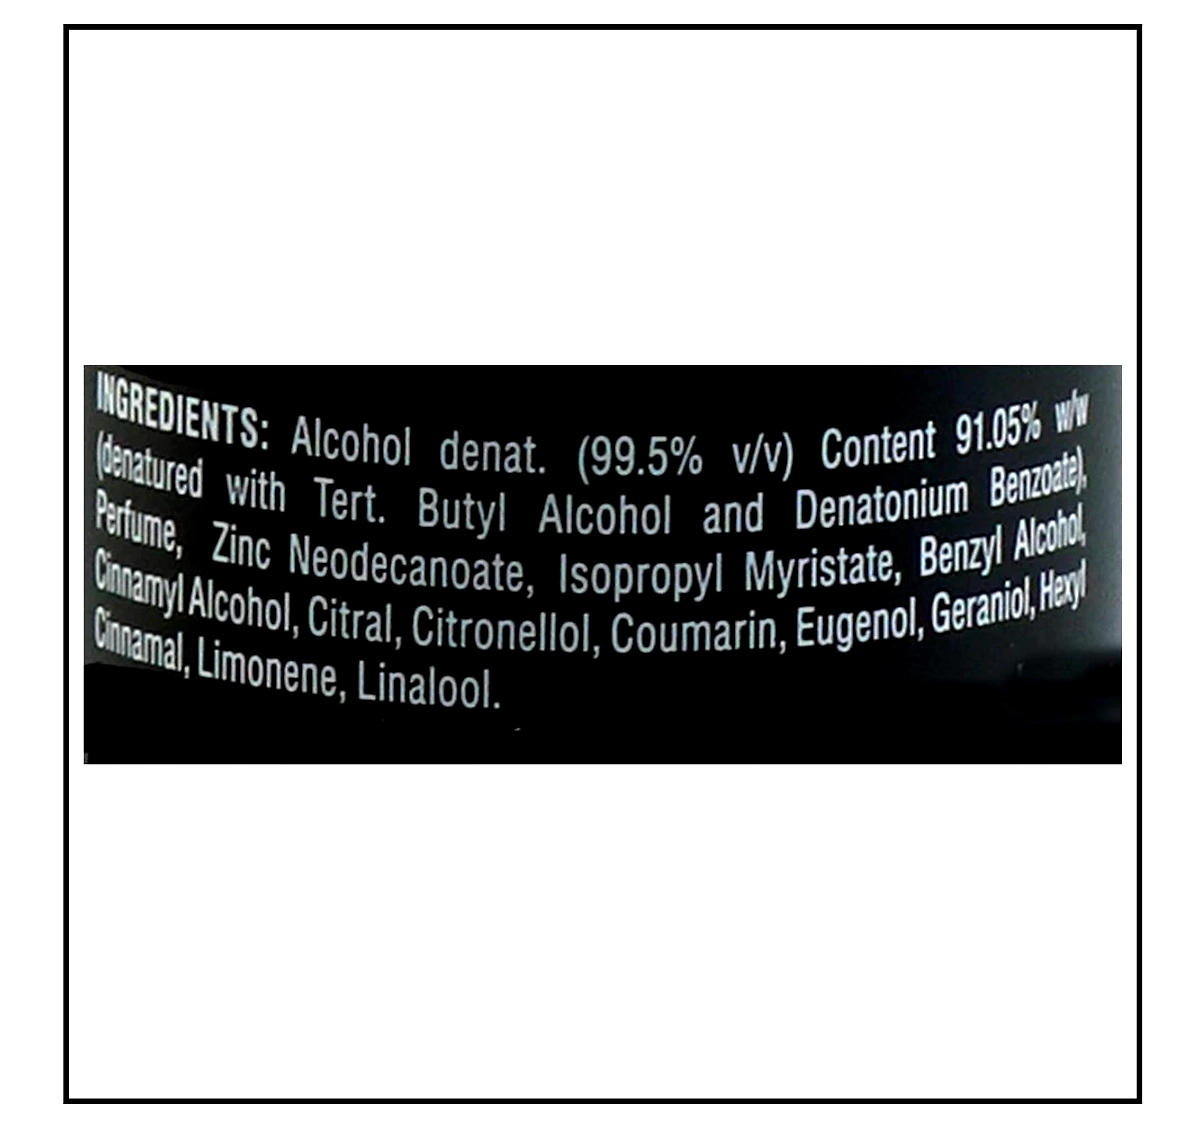 INGREDIENTS: Alcohol denat. (99.5% v/v) Content 91.05% w/w
(denatured with Tert. Butyl Alcohol and Denatonium Benzoate),
Perfume, Zinc Neodecanoate, Isopropyl Myristate, Benzyl Alcohol,
Cinnamyl Alcohol, Citral, Citronellol, Coumarin, Eugenol, Geraniol, Hexyl
Cinnamal, Limonene, Linalool.